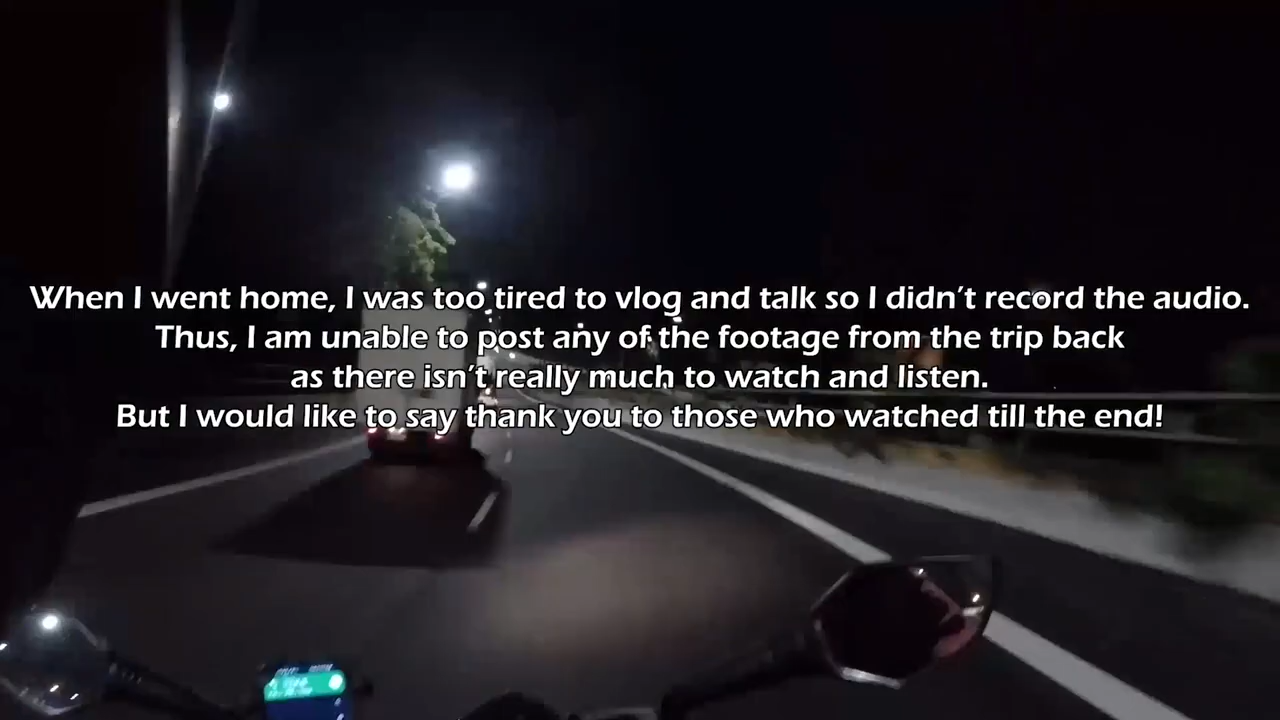 When I went home, I was too tired to vlog and talk so I didn't record the audio.
Thus, I am unable to post any of the footage from the trip back
as there isn't really much to watch and listen.
But I would like to say thank you to those who watched till the end!